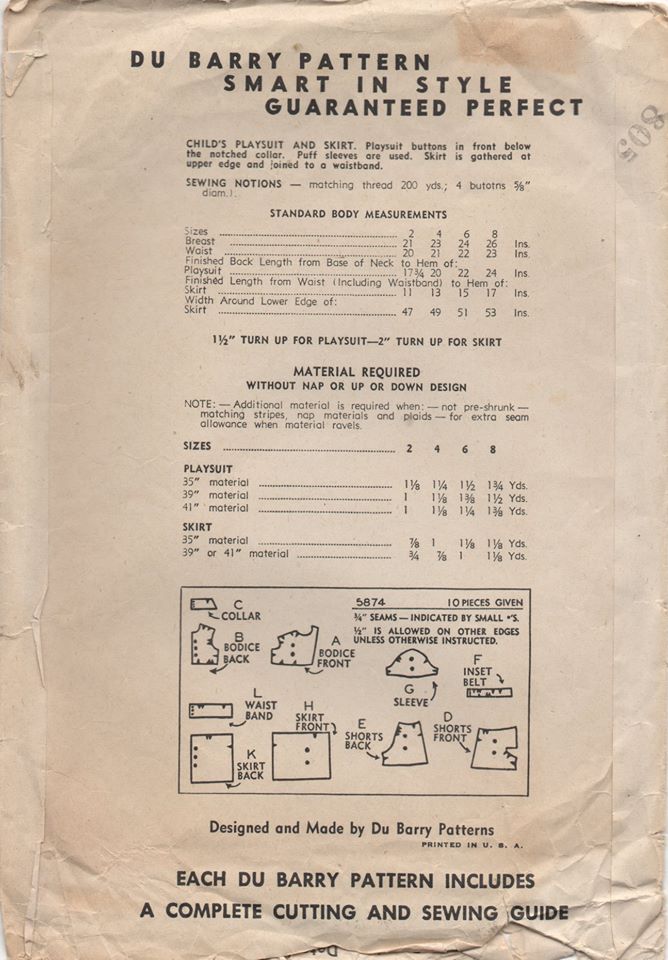 DU BARRY PATTERN
SMART IN STYLE
GUARANTEED PERFECT
805
CHILD'S PLAYSUIT AND SKIRT. Playsuit buttons in front below
the notched collar. Puff sleeves are used. Skirt is gathered at
upper edge and joined to a waistband.
SEWING NOTIONS — matching thread 200 yds.; 4 butotns ⅝"
diam.).
STANDARD BODY MEASUREMENTS
Sizes 2 4 6 8
Breast 21 23 24 26 Ins.
Waist 20 21 22 23 Ins.
Finished Back Length from Base of Neck to Hem of:
Playsuit 17¾ 20 22 24 Ins.
Finished Length from Waist (Including Waistband) to Hem of:
Skirt 11 13 15 17 Ins.
Width Around Lower Edge of:
Skirt 47 49 51 53 Ins.
1½" TURN UP FOR PLAYSUIT—2" TURN UP FOR SKIRT
MATERIAL REQUIRED
WITHOUT NAP OR UP OR DOWN DESIGN
NOTE: — Additional material is required when: — not pre-shrunk —
matching stripes, nap materials and plaids — for extra seam
allowance when material ravels.
SIZES 2 4 6 8
PLAYSUIT
35" material 1⅛ 1¼ 1½ 1¾ Yds.
39" material 1 1⅛ 1⅜ 1½ Yds.
41" material 1 1⅛ 1¼ 1⅜ Yds.
SKIRT
35" material ⅞ 1 1⅛ 1⅛ Yds.
39" or 41" material ¾ ⅞ 1 1⅛ Yds.
5874 10 PIECES GIVEN
¾" SEAMS — INDICATED BY SMALL •'S.
½" IS ALLOWED ON OTHER EDGES
UNLESS OTHERWISE INSTRUCTED.
C
COLLAR
B
BODICE
BACK
A
BODICE
FRONT
G
SLEEVE
F
INSET
BELT
L
WAIST
BAND
H
SKIRT
FRONT
E
SHORTS
BACK
D
SHORTS
FRONT
K
SKIRT
BACK
Designed and Made by Du Barry Patterns
PRINTED IN U. S. A.
EACH DU BARRY PATTERN INCLUDES
A COMPLETE CUTTING AND SEWING GUIDE